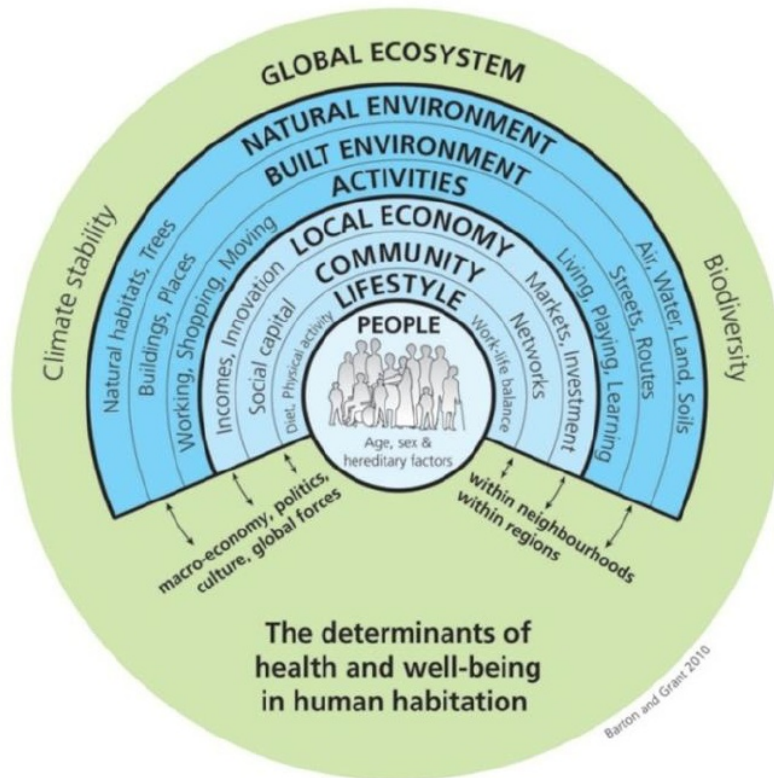 GLOBAL ECOSYSTEM
NATURAL ENVIRONMENT
BUILT ENVIRONMENT
ACTIVITIES
LOCAL ECONOMY
COMMUNITY
LIFESTYLE
PEOPLE
Age, sex &
hereditary factors
Climate stability
Natural habitats, Trees
Buildings, Places
Working, Shopping, Moving
Incomes, Innovation
Social capital
Diet, Physical activity
Work-life balance
Networks
Markets, Investment
Living, Playing, Learning
Streets, Routes
Air, Water, Land, Soils
Biodiversity
macro-economy, politics,
culture, global forces
within neighbourhoods
within regions
The determinants of
health and well-being
in human habitation
Barton and Grant 2010